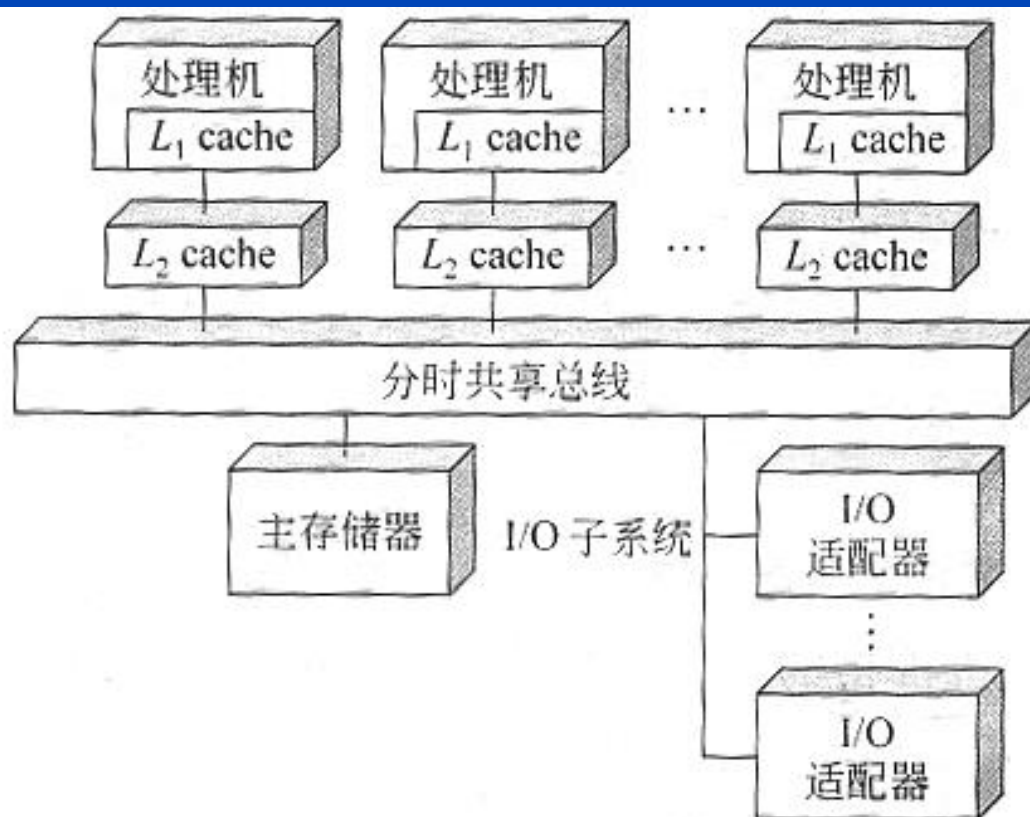 处理机 处理机 … 处理机
L₁ cache L₁ cache L₁ cache
L₂ cache L₂ cache … L₂ cache
分时共享总线
主存储器
I/O 子系统
I/O
适配器
⋮
I/O
适配器